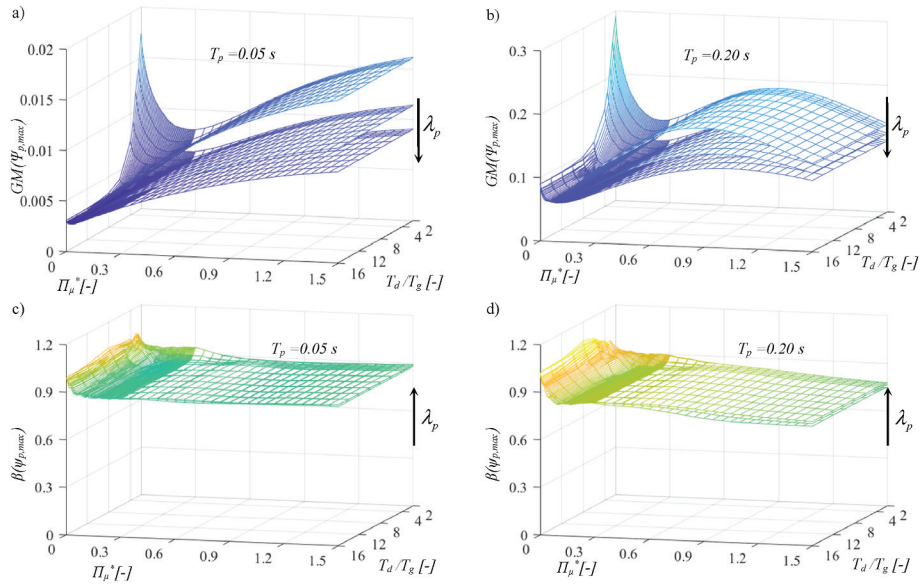 a)
T_p =0.05 s
0.02
0.015
0.01
0.005
0
GM(Ψ_p,max)
λ_p
0
0.3
0.6
0.9
1.2
1.5
16
12
8
4
2
Π_μ*[-]
T_d/T_g [-]
b)
T_p =0.20 s
0.3
0.2
0.1
0
GM(Ψ_p,max)
λ_p
0
0.3
0.6
0.9
1.2
1.5
16
12
8
4
2
Π_μ*[-]
T_d/T_g [-]
c)
T_p =0.05 s
1.2
0.9
0.6
0.3
0
β(ψ_p,max)
λ_p
0
0.3
0.6
0.9
1.2
1.5
16
12
8
4
2
Π_μ*[-]
T_d/T_g [-]
d)
T_p =0.20 s
1.2
0.9
0.6
0.3
0
β(ψ_p,max)
λ_p
0
0.3
0.6
0.9
1.2
1.5
16
12
8
4
2
Π_μ*[-]
T_d/T_g [-]